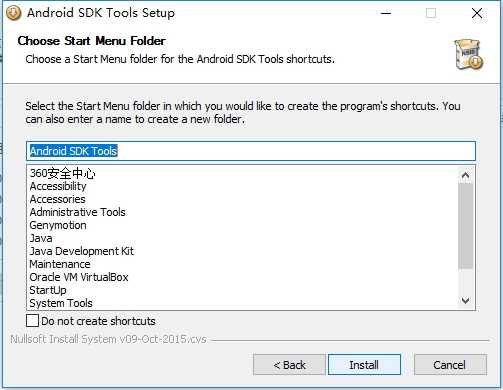 Android SDK Tools Setup
Choose Start Menu Folder
Choose a Start Menu folder for the Android SDK Tools shortcuts.
Select the Start Menu folder in which you would like to create the program's shortcuts. You
can also enter a name to create a new folder.
Android SDK Tools
360安全中心
Accessibility
Accessories
Administrative Tools
Genymotion
Java
Java Development Kit
Maintenance
Oracle VM VirtualBox
StartUp
System Tools
Do not create shortcuts
Nullsoft Install System v09-Oct-2015.cvs
< Back
Install
Cancel